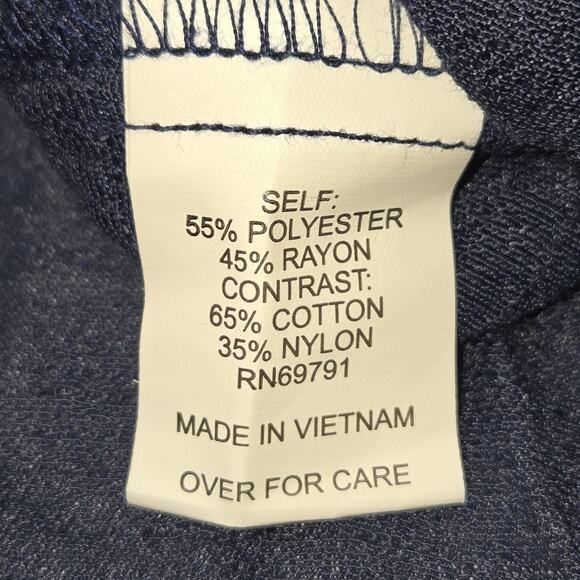 SELF:
55% POLYESTER
45% RAYON
CONTRAST:
65% COTTON
35% NYLON
RN69791
MADE IN VIETNAM
OVER FOR CARE